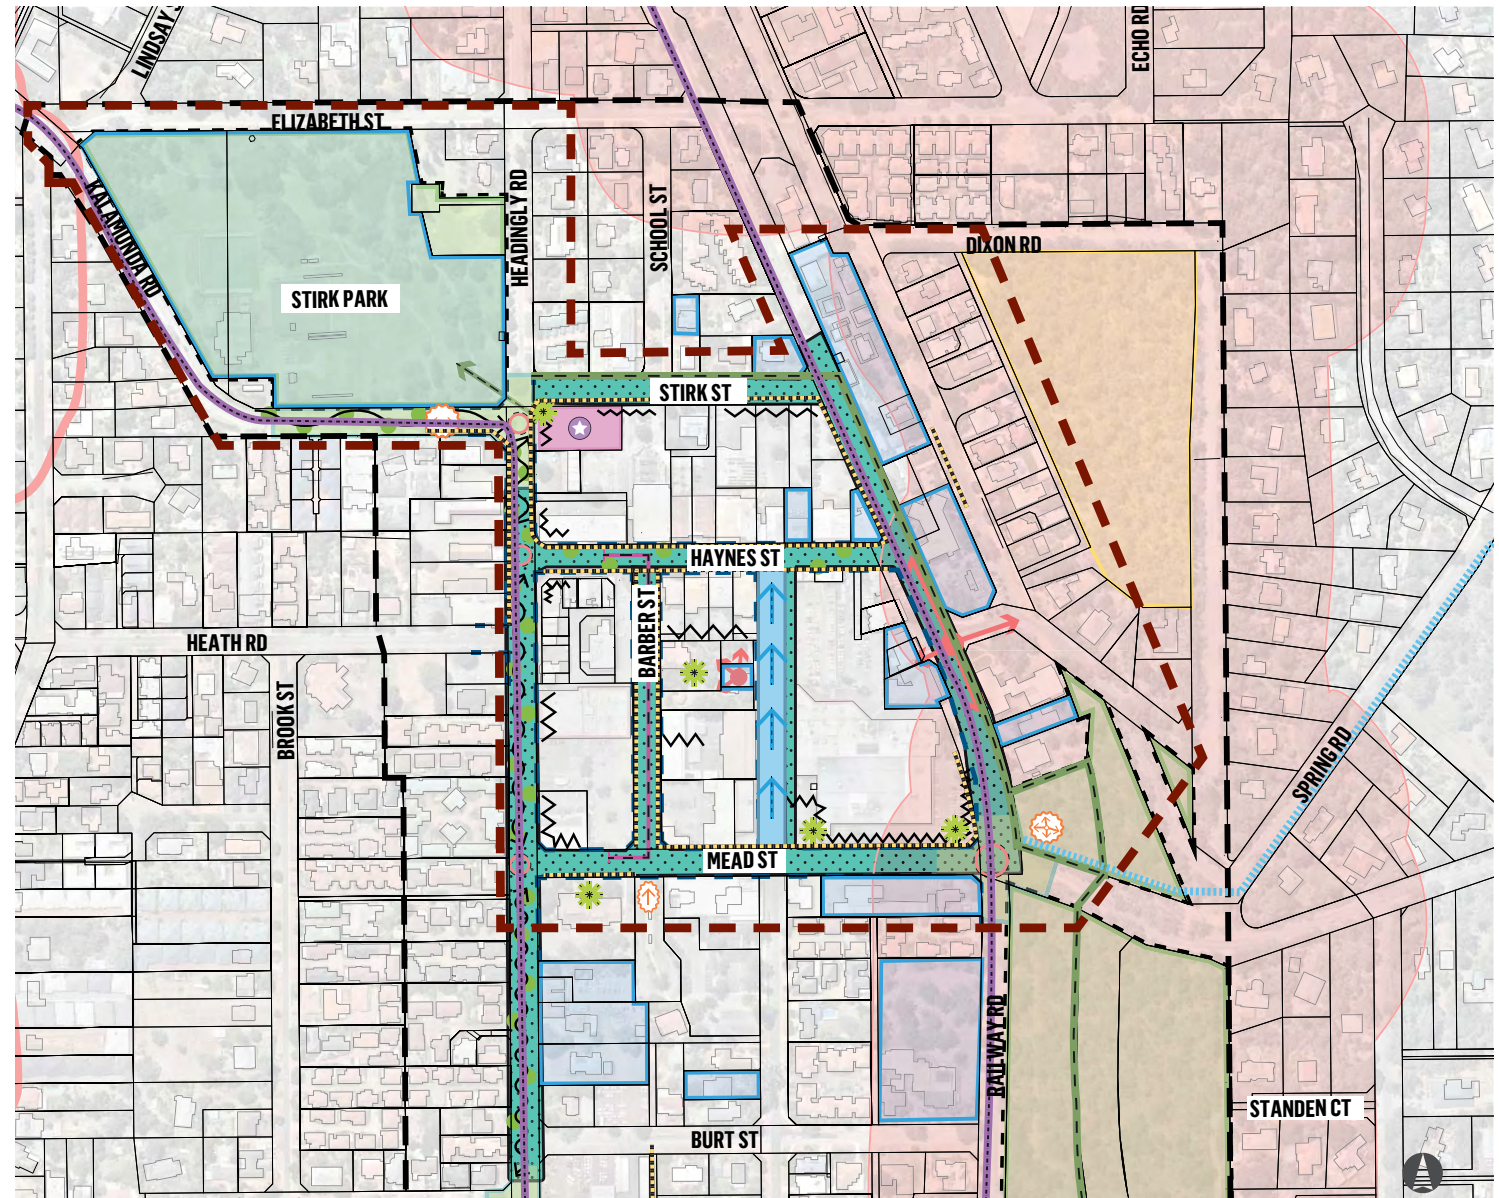 LINDSAY S
ECHO RD
ELIZABETH ST
KALAMUNDA RD
HEADINGLY RD
SCHOOL ST
DIXON RD
STIRK PARK
STIRK ST
HAYNES ST
BARBER ST
HEATH RD
BROOK ST
SPRING RD
MEAD ST
RAILWAY RD
STANDEN CT
BURT ST